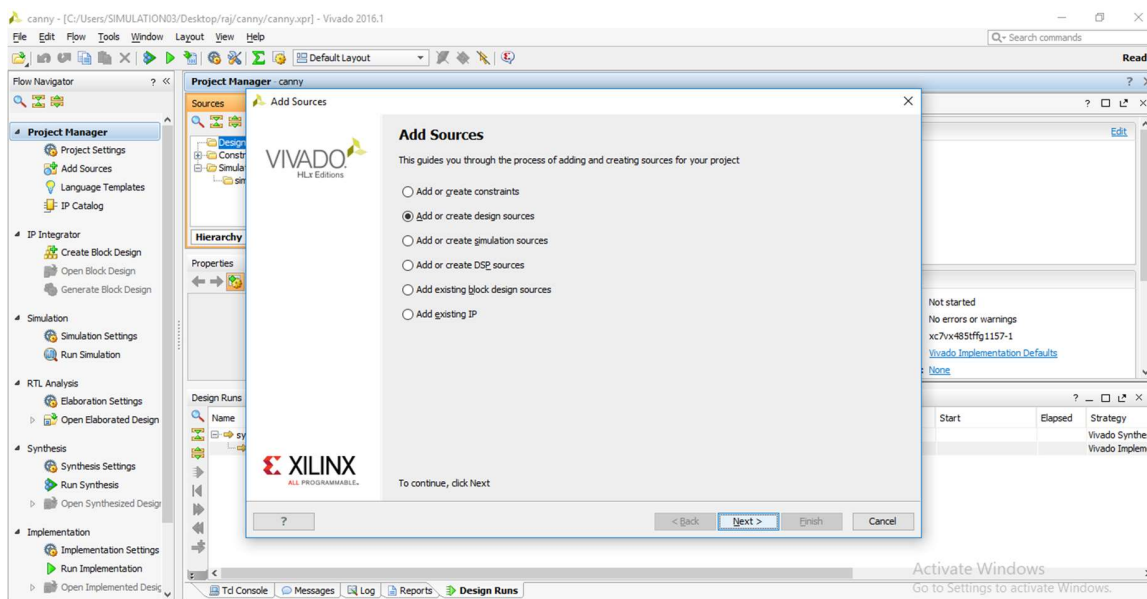 canny - [C:/Users/SIMULATION03/Desktop/raj/canny/canny.xpr] - Vivado 2016.1
File Edit Flow Tools Window Layout View Help
Q- Search commands
Default Layout
Read
Flow Navigator ? «
Project Manager - canny
?
Project Manager
Project Settings
Add Sources
Language Templates
IP Catalog
IP Integrator
Create Block Design
Open Block Design
Generate Block Design
Simulation
Simulation Settings
Run Simulation
RTL Analysis
Elaboration Settings
Open Elaborated Design
Synthesis
Synthesis Settings
Run Synthesis
Open Synthesized Design
Implementation
Implementation Settings
Run Implementation
Open Implemented Desig
Sources
Design
Constr
Simula
sim
Hierarchy
Properties
Design Runs
Name
sy
Add Sources
VIVADO
HLx Editions
XILINX
ALL PROGRAMMABLE.
Add Sources
This guides you through the process of adding and creating sources for your project
Add or create constraints
Add or create design sources
Add or create simulation sources
Add or create DSP sources
Add existing block design sources
Add existing IP
To continue, click Next
?
< Back Next > Finish Cancel
?
Edit
Not started
No errors or warnings
xc7vx485tffg1157-1
Vivado Implementation Defaults
: None
?
Start Elapsed Strategy
Vivado Synthe
Vivado Implem
Tcl Console Messages Log Reports Design Runs
Activate Windows
Go to Settings to activate Windows.